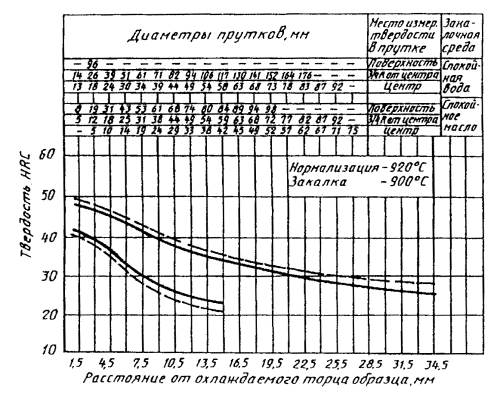 Диаметры прутков, мм
Место измер. твердости в прутке
Закалочная среда
96 — — — — — — — — — — — — — — — Поверхность
14 26 39 51 61 71 82 94 106 117 130 141 152 164 176 — — 3/4 R от центра
13 18 24 30 34 39 44 49 54 58 63 68 73 78 83 87 92 — Центр
Спокойная вода
8 19 31 43 53 61 68 74 80 84 89 94 98 — — — — — Поверхность
5 12 18 25 31 38 44 49 54 59 63 68 72 77 82 87 92 — 3/4 R от центра
— 5 10 14 19 24 29 33 38 42 45 49 52 57 62 67 71 75 центр
Спокойное масло
Нормализация - 920°С
Закалка - 900°С
Твердость HRC
60
50
40
30
20
10
1,5 4,5 7,5 10,5 13,5 16,5 19,5 22,5 25,5 28,5 31,5 34,5
Расстояние от охлаждаемого торца образца, мм